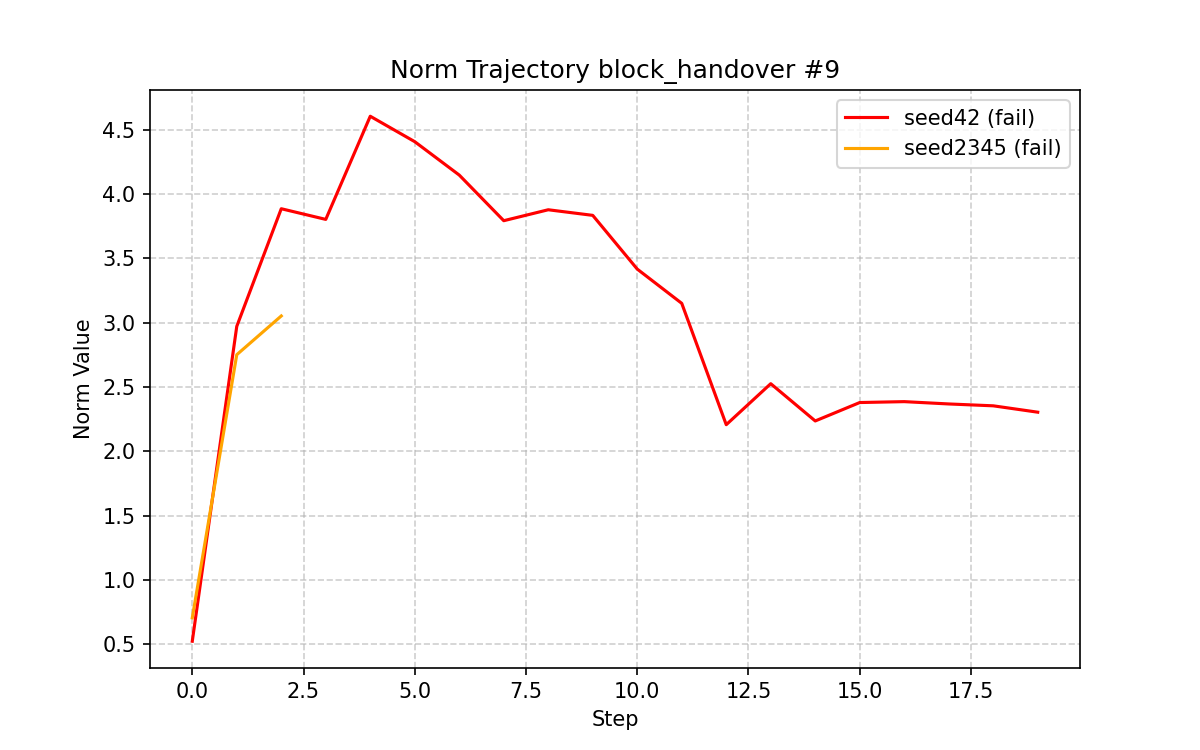 Norm Trajectory block_handover #9
seed42 (fail)
seed2345 (fail)
Norm Value
4.5
4.0
3.5
3.0
2.5
2.0
1.5
1.0
0.5
0.0 2.5 5.0 7.5 10.0 12.5 15.0 17.5
Step